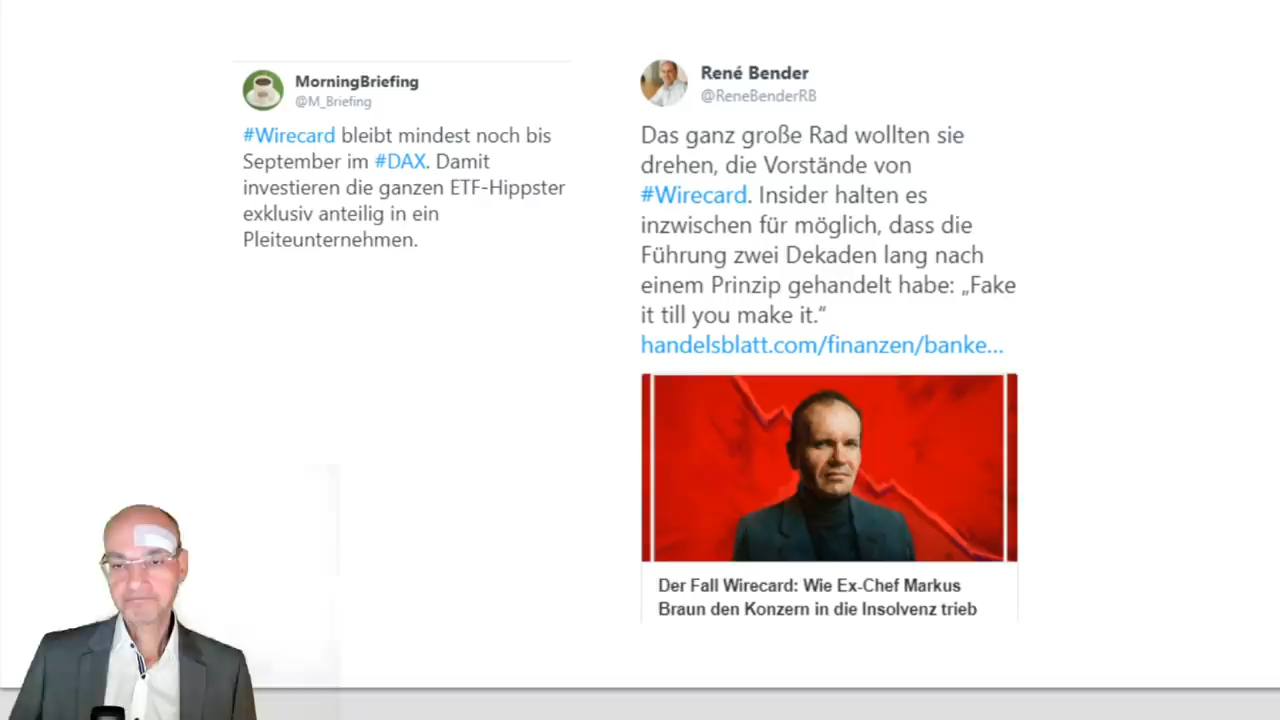 MorningBriefing
@M_Briefing
#Wirecard bleibt mindest noch bis
September im #DAX. Damit
investieren die ganzen ETF-Hippster
exklusiv anteilig in ein
Pleiteunternehmen.
René Bender
@ReneBenderRB
Das ganz große Rad wollten sie
drehen, die Vorstände von
#Wirecard. Insider halten es
inzwischen für möglich, dass die
Führung zwei Dekaden lang nach
einem Prinzip gehandelt habe: „Fake
it till you make it.“
handelsblatt.com/finanzen/banke...
Der Fall Wirecard: Wie Ex-Chef Markus
Braun den Konzern in die Insolvenz trieb